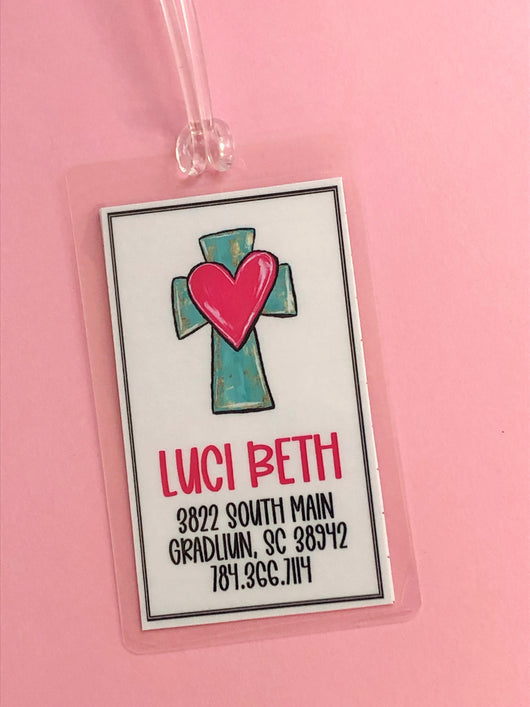 LUCI BETH
3822 SOUTH MAIN
GRADLIUN, SC 38942
784.366.7114